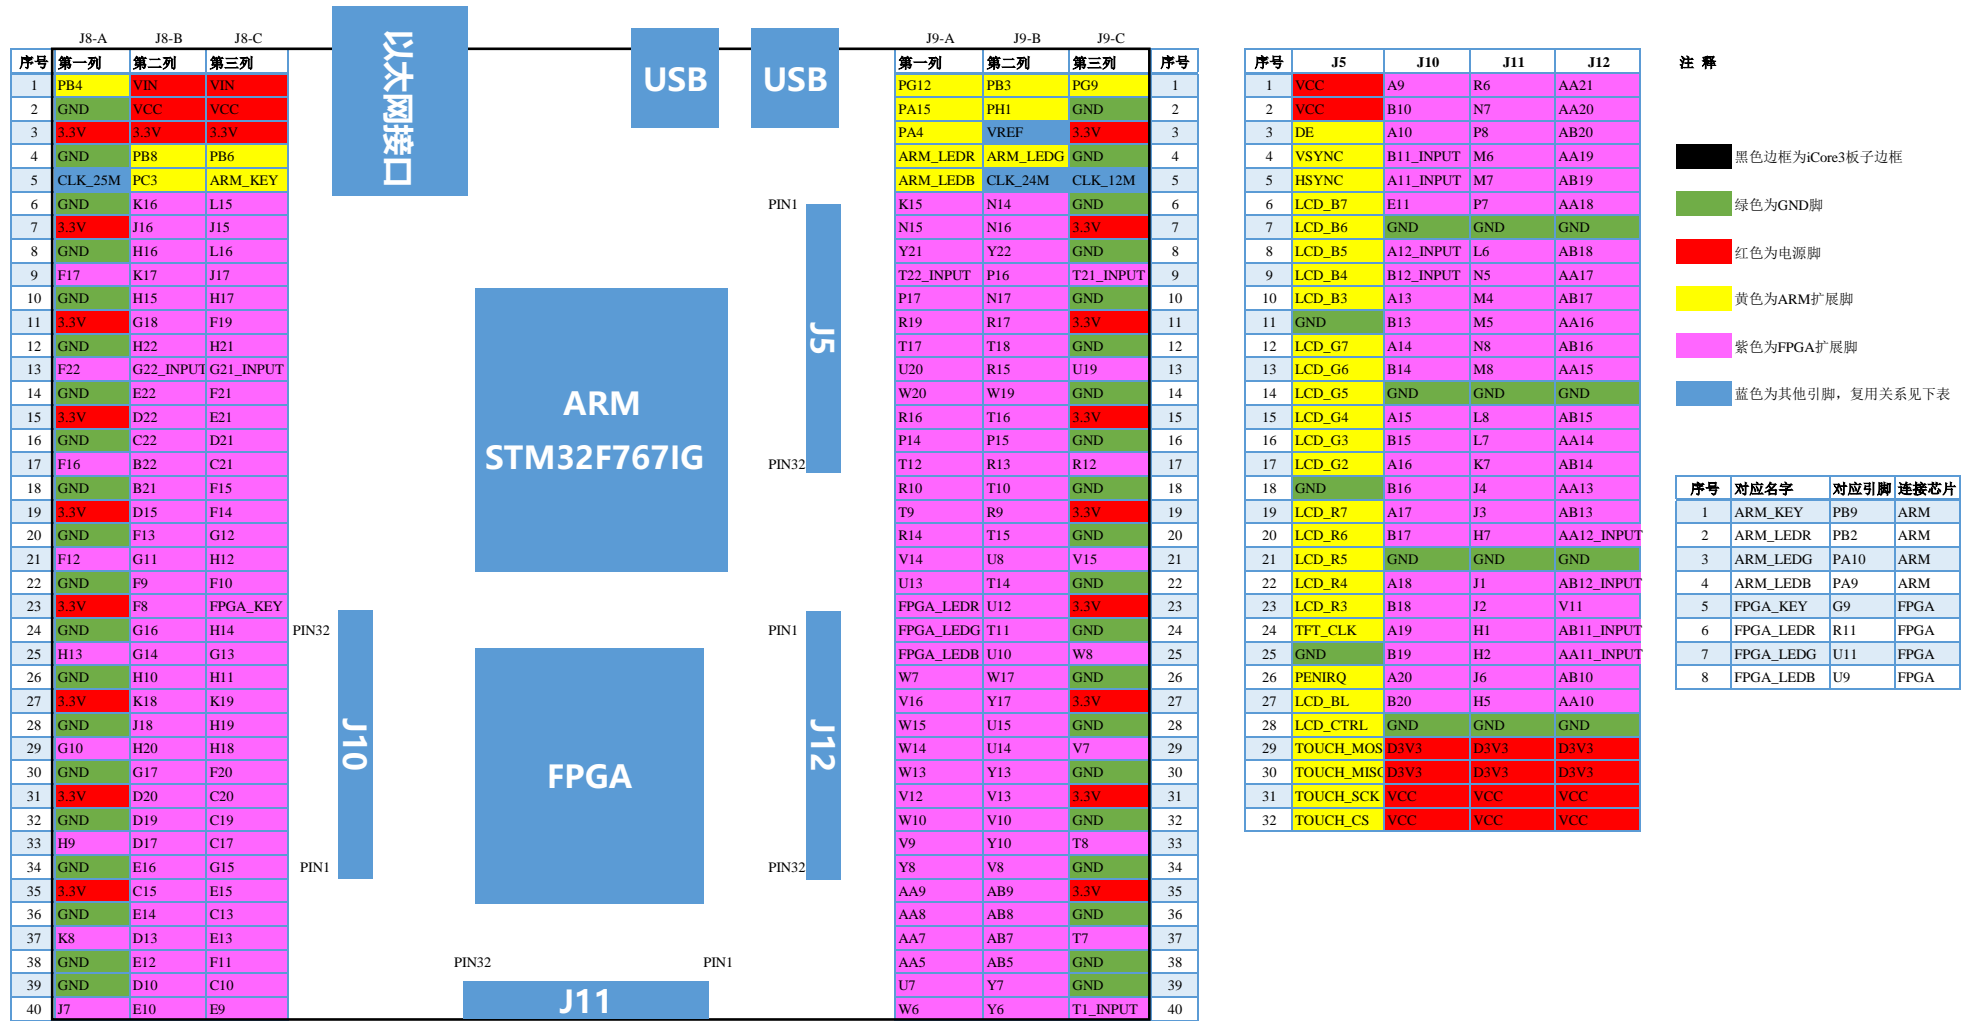 J8-A J8-B J8-C
序号 第一列 第二列 第三列
1 PB4 VIN VIN
2 GND VCC VCC
3 3.3V 3.3V 3.3V
4 GND PB8 PB6
5 CLK_25M PC3 ARM_KEY
6 GND K16 L15
7 3.3V J16 J15
8 GND H16 L16
9 F17 K17 J17
10 GND H15 H17
11 3.3V G18 F19
12 GND H22 H21
13 F22 G22_INPUT G21_INPUT
14 GND E22 F21
15 3.3V D22 E21
16 GND C22 D21
17 F16 B22 C21
18 GND B21 F15
19 3.3V D15 F14
20 GND F13 G12
21 F12 G11 H12
22 GND F9 F10
23 3.3V F8 FPGA_KEY
24 GND G16 H14
25 H13 G14 G13
26 GND H10 H11
27 3.3V K18 K19
28 GND J18 H19
29 G10 H20 H18
30 GND G17 F20
31 3.3V D20 C20
32 GND D19 C19
33 H9 D17 C17
34 GND E16 G15
35 3.3V C15 E15
36 GND E14 C13
37 K8 D13 E13
38 GND E12 F11
39 GND D10 C10
40 J7 E10 E9
以太网接口
USB
USB
PIN1
J5
PIN32
ARM
STM32F767IG
PIN32
J10
PIN1
FPGA
PIN1
J12
PIN32
PIN32
PIN1
J11
J9-A J9-B J9-C
第一列 第二列 第三列 序号
PG12 PB3 PG9 1
PA15 PH1 GND 2
PA4 VREF 3.3V 3
ARM_LEDR ARM_LEDG GND 4
ARM_LEDB CLK_24M CLK_12M 5
K15 N14 GND 6
N15 N16 3.3V 7
Y21 Y22 GND 8
T22_INPUT P16 T21_INPUT 9
P17 N17 GND 10
R19 R17 3.3V 11
T17 T18 GND 12
U20 R15 U19 13
W20 W19 GND 14
R16 T16 3.3V 15
P14 P15 GND 16
T12 R13 R12 17
R10 T10 GND 18
T9 R9 3.3V 19
R14 T15 GND 20
V14 U8 V15 21
U13 T14 GND 22
FPGA_LEDR U12 3.3V 23
FPGA_LEDG T11 GND 24
FPGA_LEDB U10 W8 25
W7 W17 GND 26
V16 Y17 3.3V 27
W15 U15 GND 28
W14 U14 V7 29
W13 Y13 GND 30
V12 V13 3.3V 31
W10 V10 GND 32
V9 Y10 T8 33
Y8 V8 GND 34
AA9 AB9 3.3V 35
AA8 AB8 GND 36
AA7 AB7 T7 37
AA5 AB5 GND 38
U7 Y7 GND 39
W6 Y6 T1_INPUT 40
序号 J5 J10 J11 J12
1 VCC A9 R6 AA21
2 VCC B10 N7 AA20
3 DE A10 P8 AB20
4 VSYNC B11_INPUT M6 AA19
5 HSYNC A11_INPUT M7 AB19
6 LCD_B7 E11 P7 AA18
7 LCD_B6 GND GND GND
8 LCD_B5 A12_INPUT L6 AB18
9 LCD_B4 B12_INPUT N5 AA17
10 LCD_B3 A13 M4 AB17
11 GND B13 M5 AA16
12 LCD_G7 A14 N8 AB16
13 LCD_G6 B14 M8 AA15
14 LCD_G5 GND GND GND
15 LCD_G4 A15 L8 AB15
16 LCD_G3 B15 L7 AA14
17 LCD_G2 A16 K7 AB14
18 GND B16 J4 AA13
19 LCD_R7 A17 J3 AB13
20 LCD_R6 B17 H7 AA12_INPUT
21 LCD_R5 GND GND GND
22 LCD_R4 A18 J1 AB12_INPUT
23 LCD_R3 B18 J2 V11
24 TFT_CLK A19 H1 AB11_INPUT
25 GND B19 H2 AA11_INPUT
26 PENIRQ A20 J6 AB10
27 LCD_BL B20 H5 AA10
28 LCD_CTRL GND GND GND
29 TOUCH_MOS D3V3 D3V3 D3V3
30 TOUCH_MISO D3V3 D3V3 D3V3
31 TOUCH_SCK VCC VCC VCC
32 TOUCH_CS VCC VCC VCC
注 释
黑色边框为iCore3板子边框
绿色为GND脚
红色为电源脚
黄色为ARM扩展脚
紫色为FPGA扩展脚
蓝色为其他引脚，复用关系见下表
序号 对应名字 对应引脚 连接芯片
1 ARM_KEY PB9 ARM
2 ARM_LEDR PB2 ARM
3 ARM_LEDG PA10 ARM
4 ARM_LEDB PA9 ARM
5 FPGA_KEY G9 FPGA
6 FPGA_LEDR R11 FPGA
7 FPGA_LEDG U11 FPGA
8 FPGA_LEDB U9 FPGA